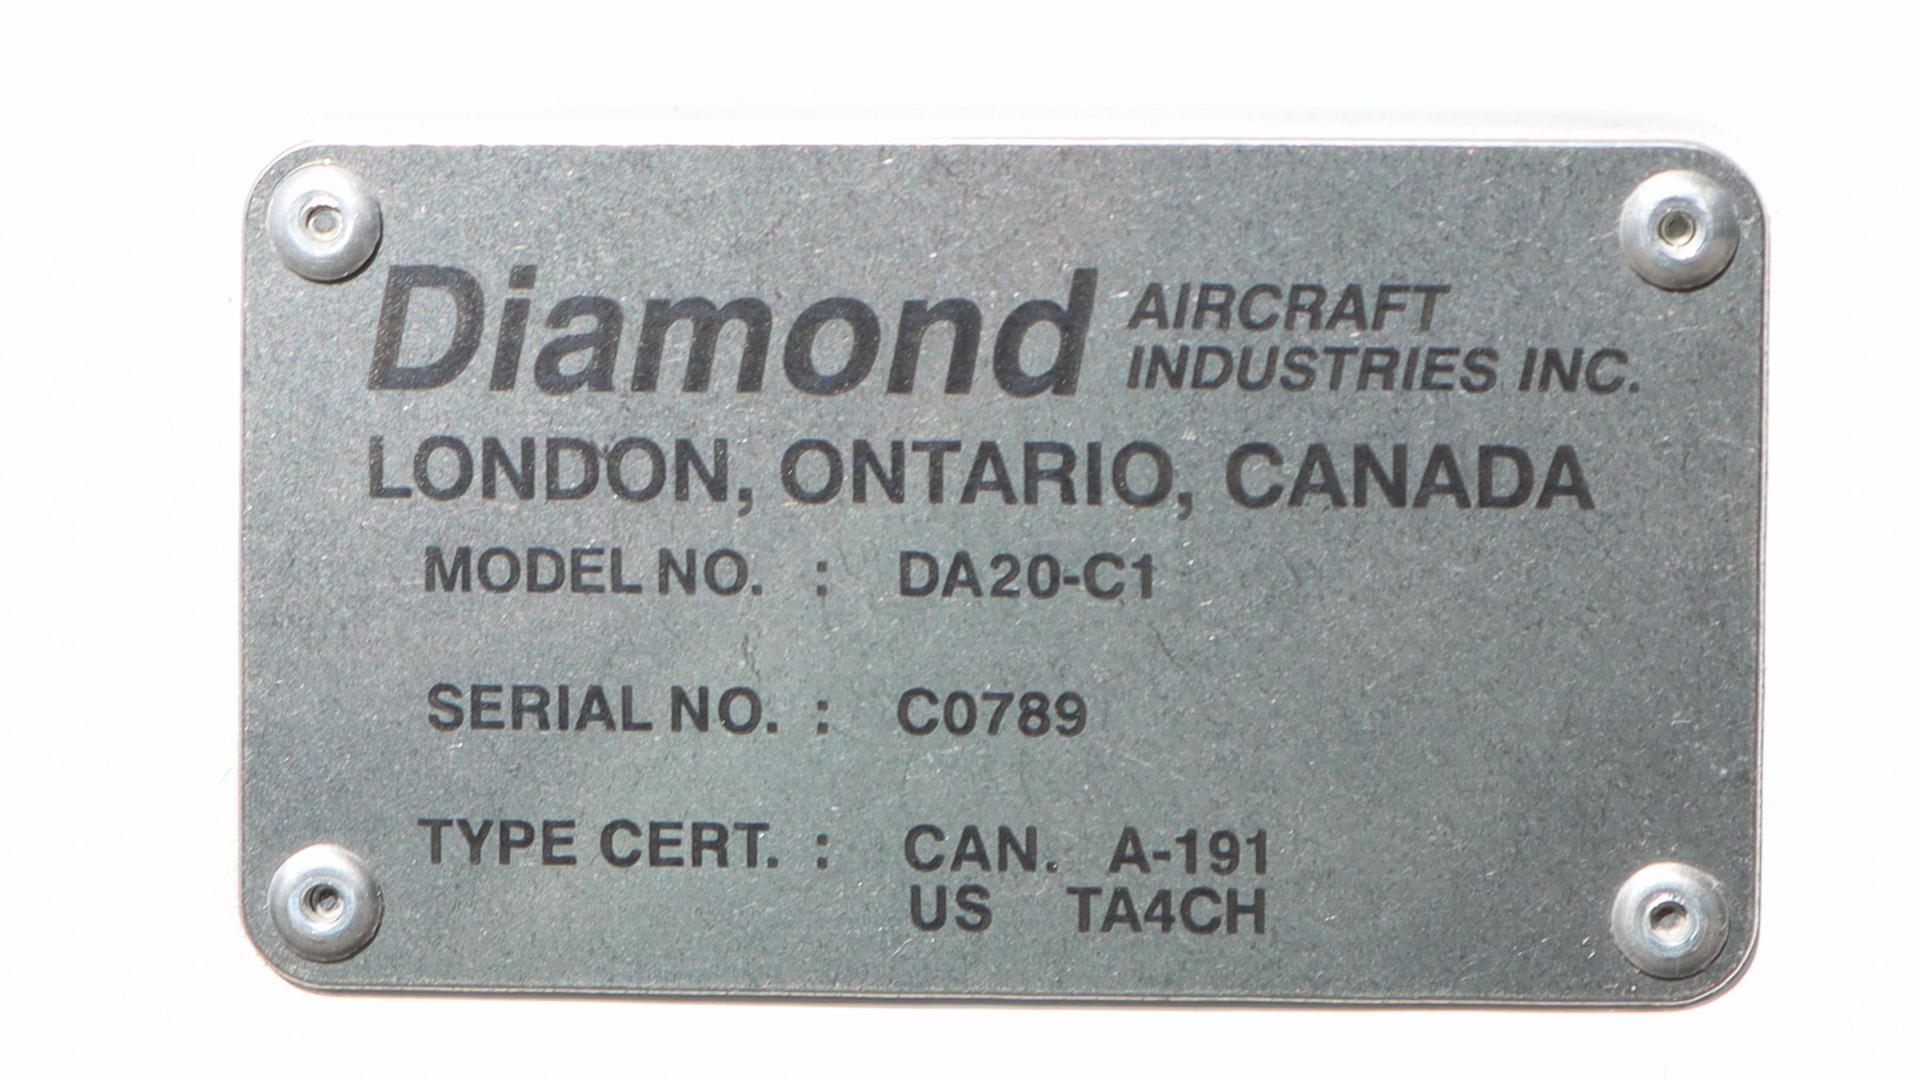 Diamond AIRCRAFT
INDUSTRIES INC.
LONDON, ONTARIO, CANADA
MODEL NO. : DA20-C1
SERIAL NO. : C0789
TYPE CERT. : CAN. A-191
US TA4CH